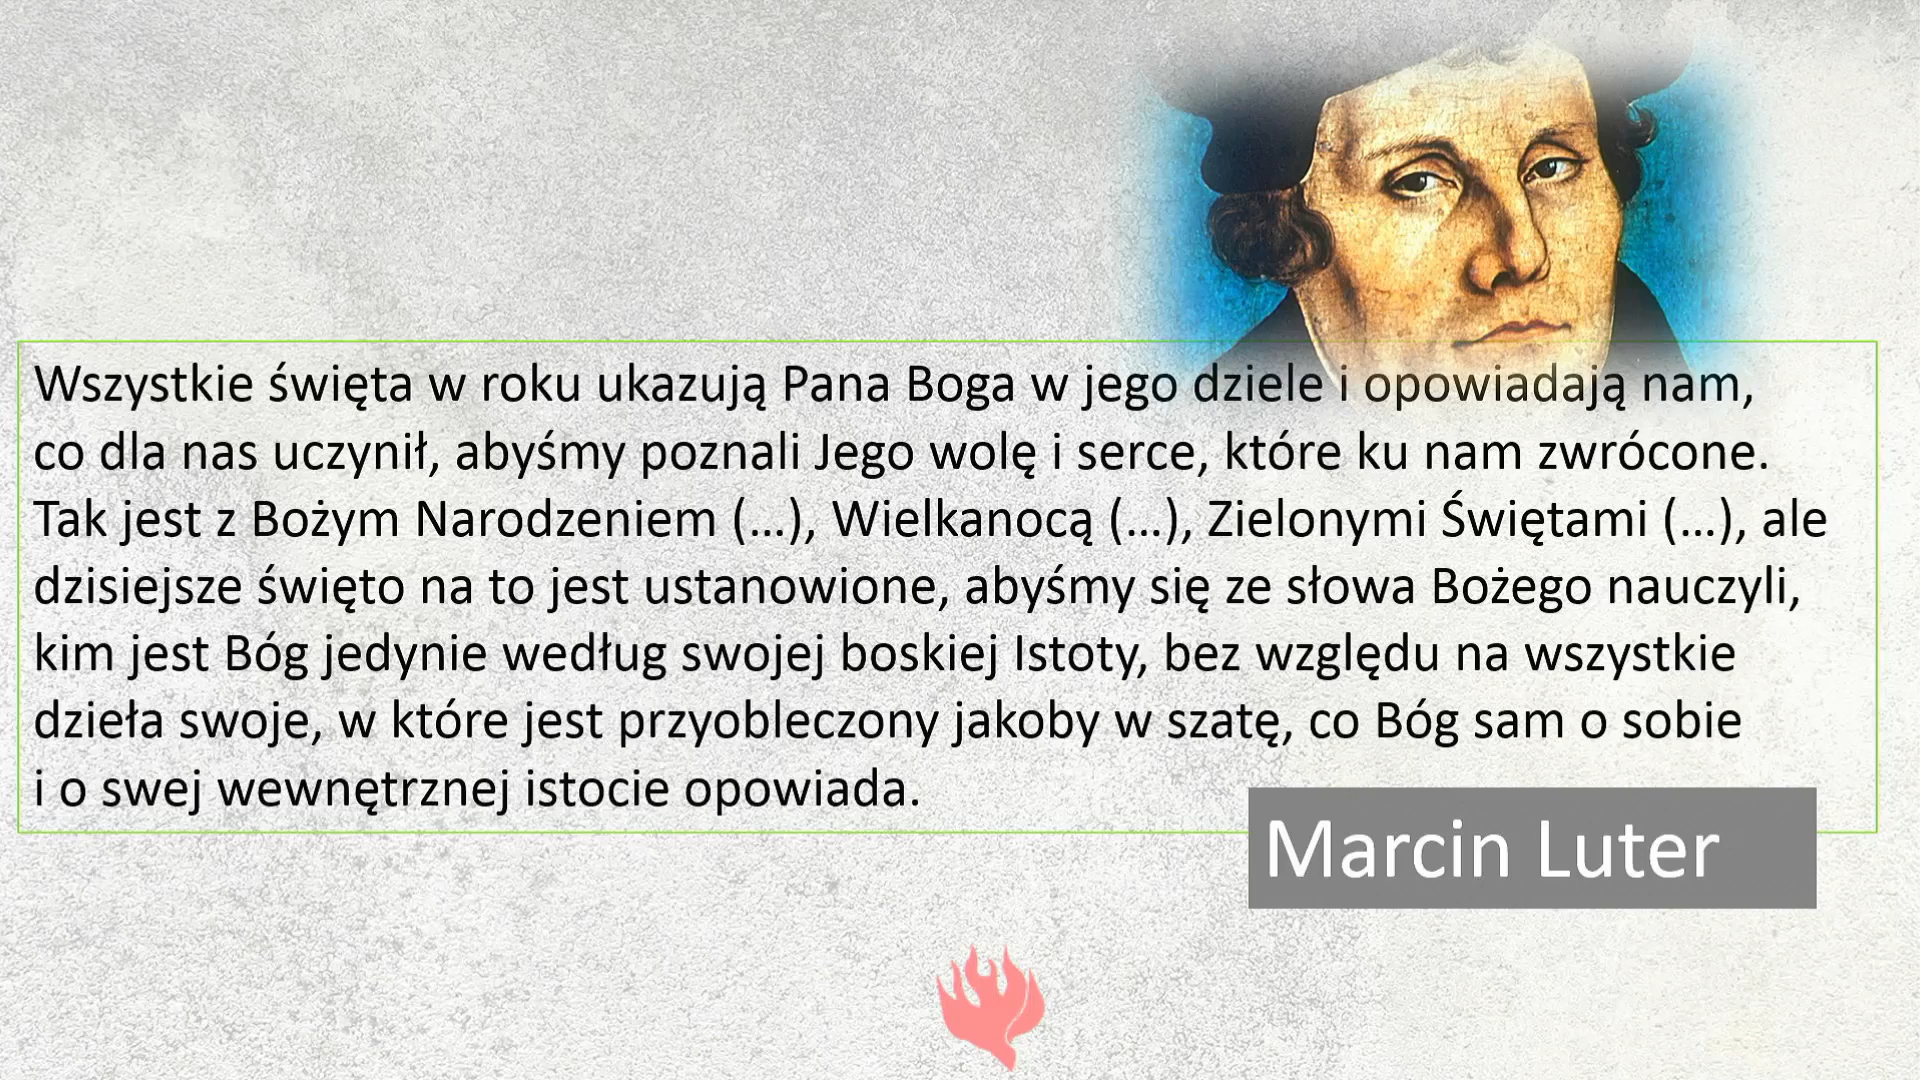 Wszystkie święta w roku ukazują Pana Boga w jego dziele i opowiadają nam,
co dla nas uczynił, abyśmy poznali Jego wolę i serce, które ku nam zwrócone.
Tak jest z Bożym Narodzeniem (…), Wielkanocą (…), Zielonymi Świętami (…), ale
dzisiejsze święto na to jest ustanowione, abyśmy się ze słowa Bożego nauczyli,
kim jest Bóg jedynie według swojej boskiej Istoty, bez względu na wszystkie
dzieła swoje, w które jest przyobleczony jakoby w szatę, co Bóg sam o sobie
i o swej wewnętrznej istocie opowiada.
Marcin Luter